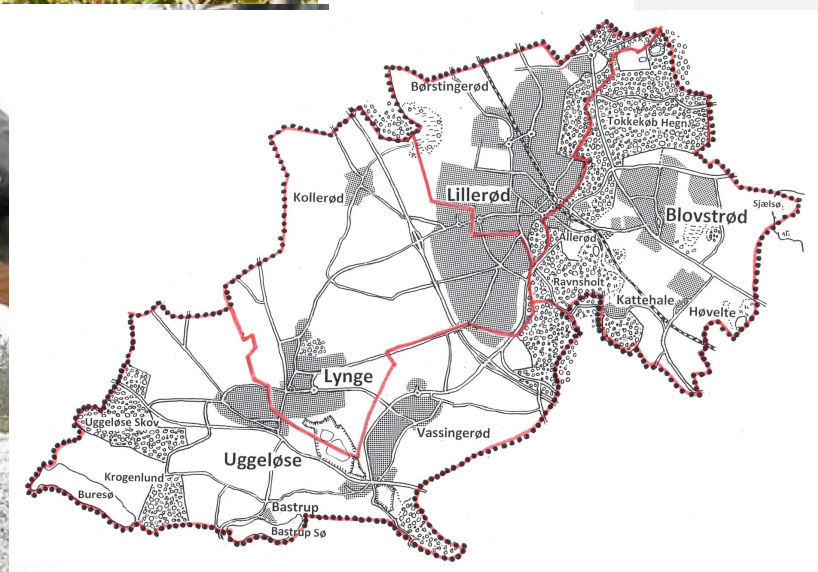 Børstingerød
Tokkekøb Hegn
Kollerød
Lillerød
Sjælsø
Blovstrød
Allerød
Ravnsholt
Kattehale
Høvelte
Lynge
Uggeløse Skov
Vassingerød
Uggeløse
Krogenlund
Buresø
Bastrup
Bastrup Sø